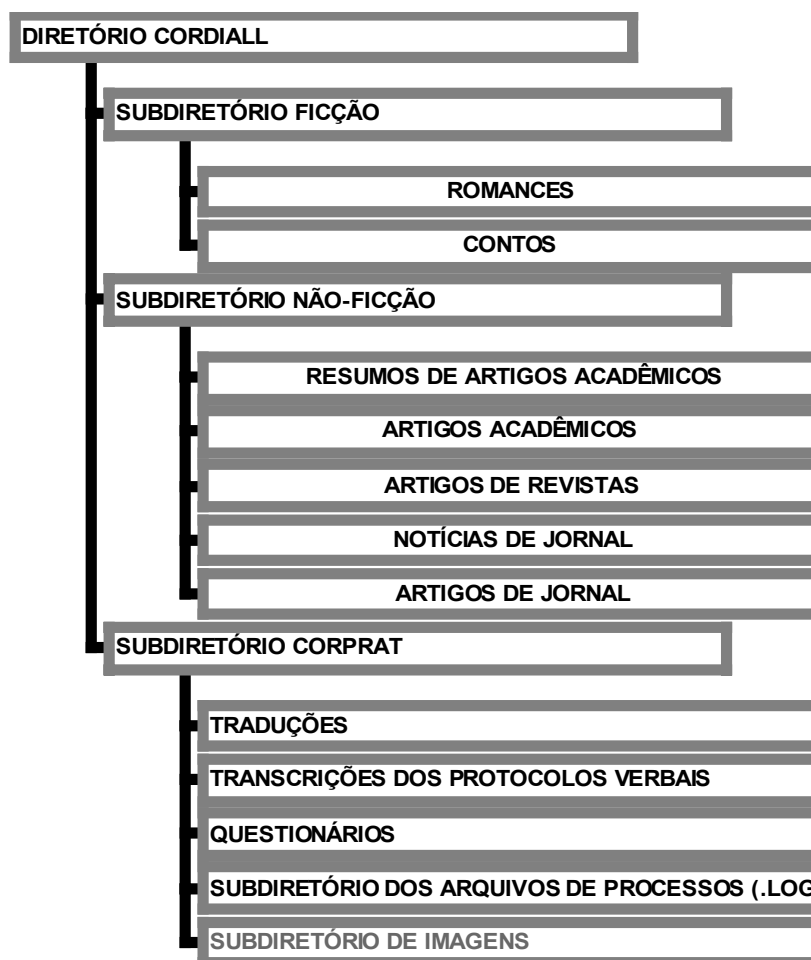 DIRETÓRIO CORDIALL
SUBDIRETÓRIO FICÇÃO
ROMANCES
CONTOS
SUBDIRETÓRIO NÃO-FICÇÃO
RESUMOS DE ARTIGOS ACADÊMICOS
ARTIGOS ACADÊMICOS
ARTIGOS DE REVISTAS
NOTÍCIAS DE JORNAL
ARTIGOS DE JORNAL
SUBDIRETÓRIO CORPRAT
TRADUÇÕES
TRANSCRIÇÕES DOS PROTOCOLOS VERBAIS
QUESTIONÁRIOS
SUBDIRETÓRIO DOS ARQUIVOS DE PROCESSOS (.LOG
SUBDIRETÓRIO DE IMAGENS